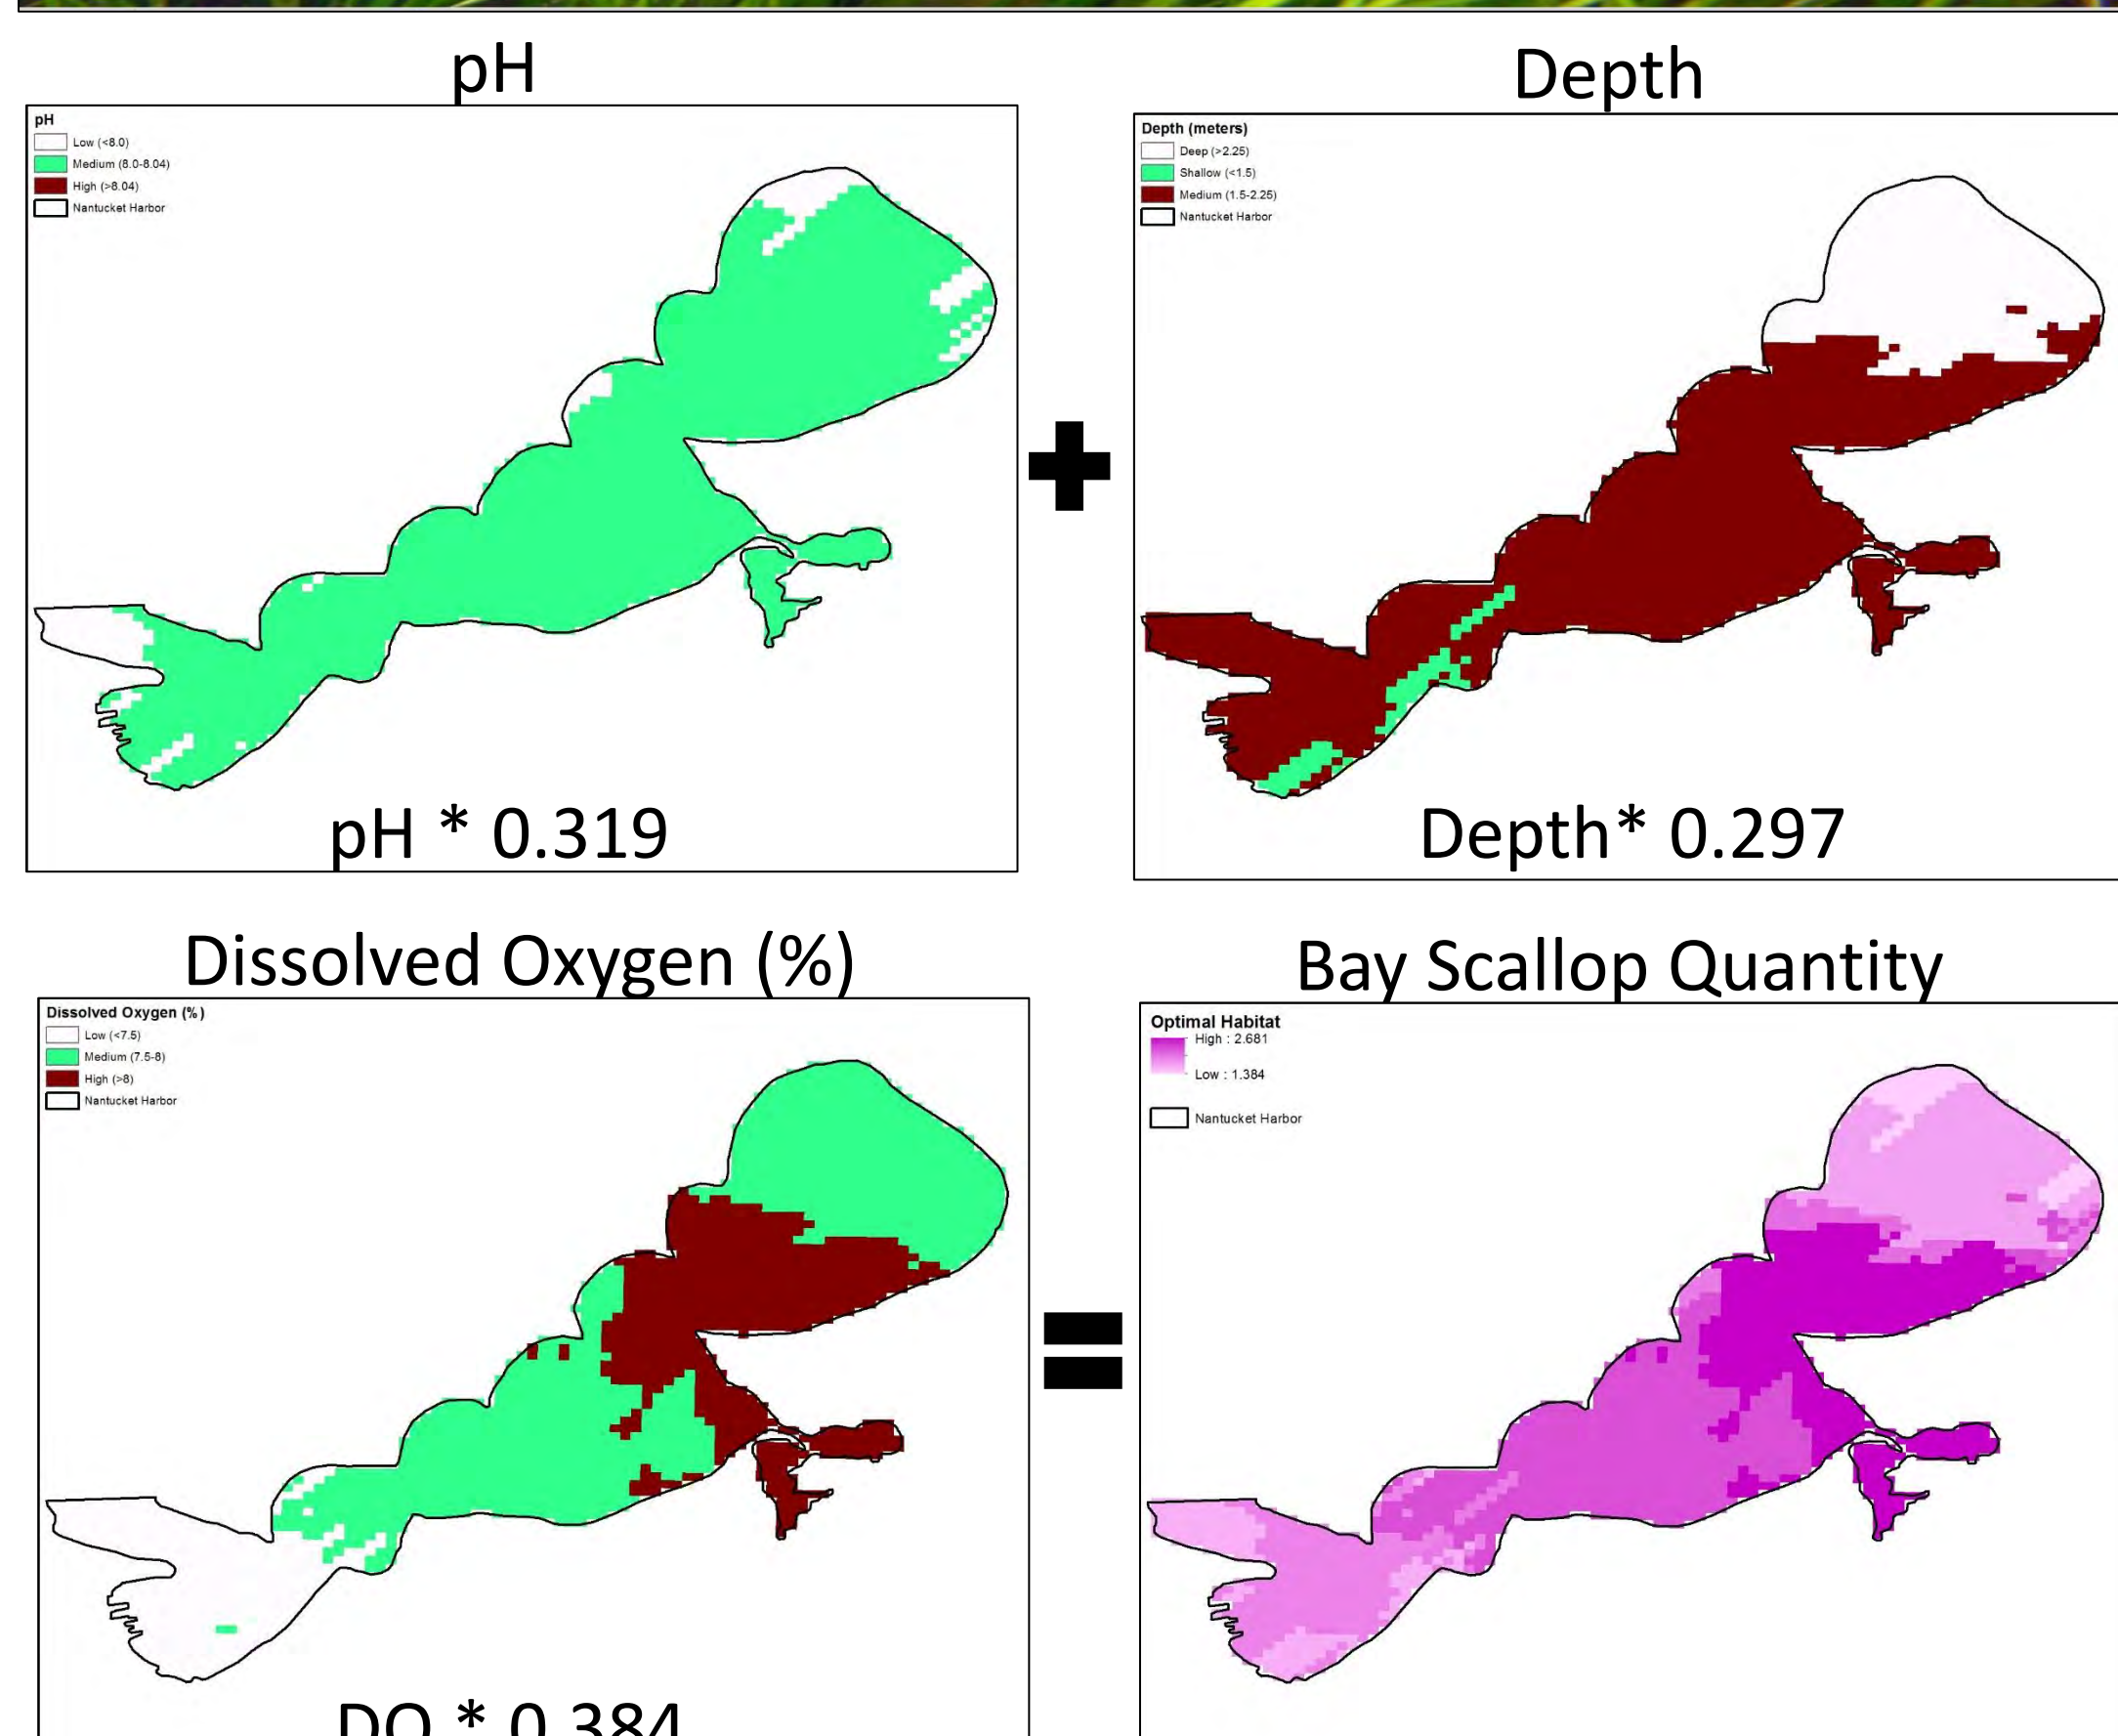 pH
pH
Low (<8.0)
Medium (8.0-8.04)
High (>8.04)
Nantucket Harbor
pH * 0.319
+
Depth
Depth (meters)
Deep (>2.25)
Shallow (<1.5)
Medium (1.5-2.25)
Nantucket Harbor
Depth* 0.297
Dissolved Oxygen (%)
Dissolved Oxygen (%)
Low (<7.5)
Medium (7.5-8)
High (>8)
Nantucket Harbor
DO * 0.384
=
Bay Scallop Quantity
Optimal Habitat
High : 2.681
Low : 1.384
Nantucket Harbor